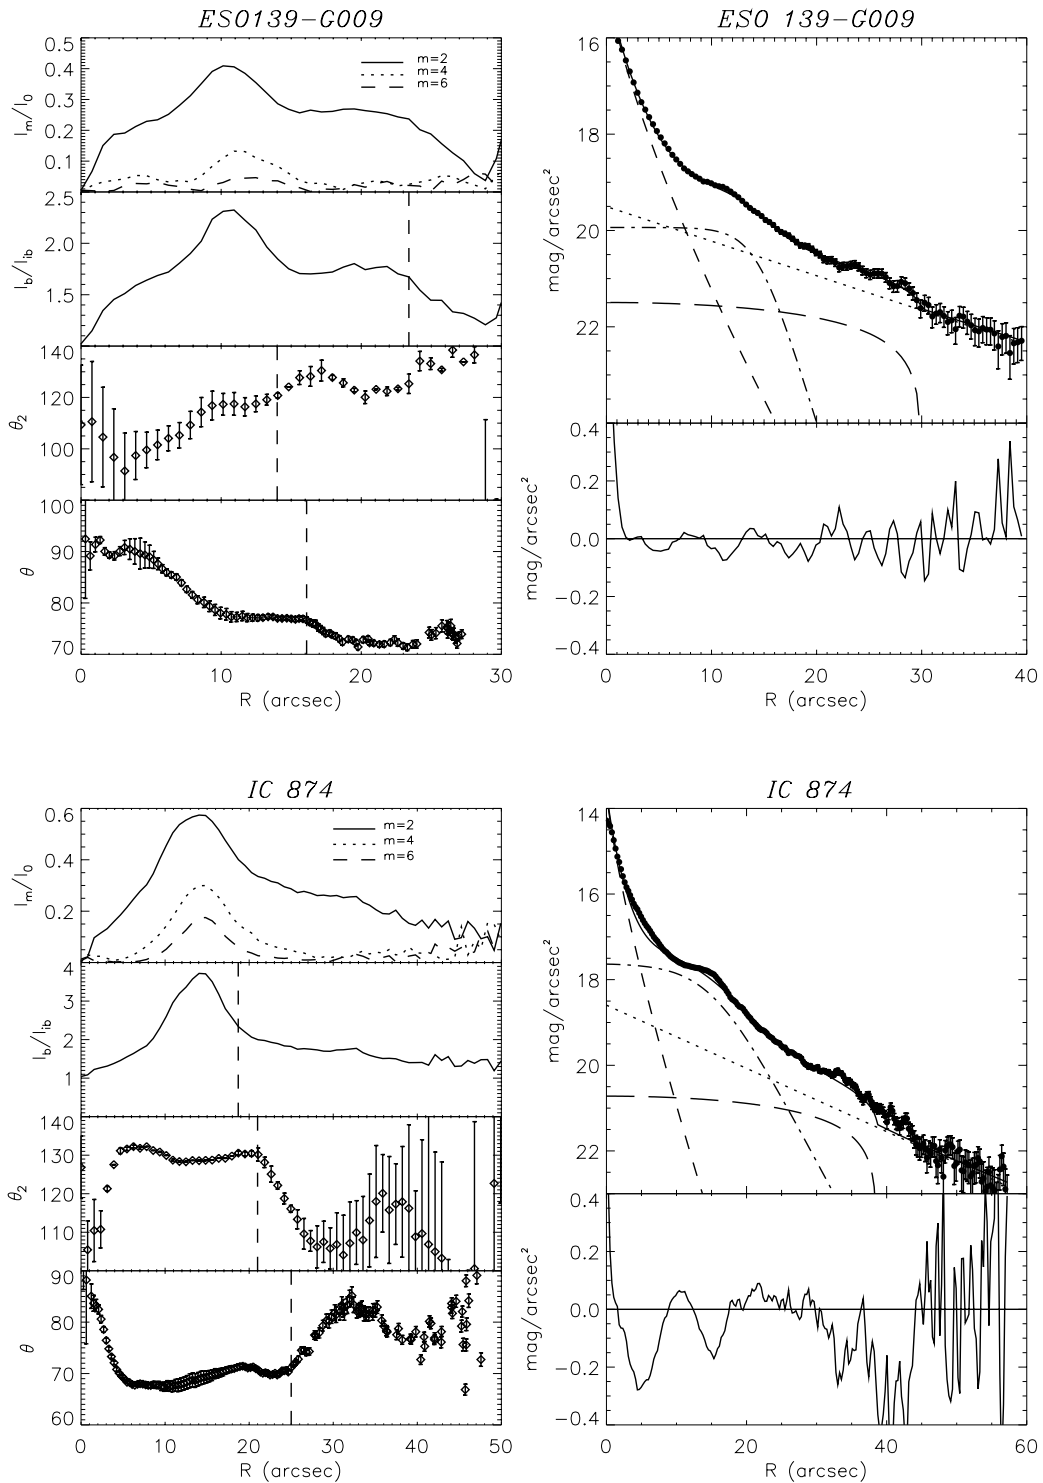 ESO139-G009
0.5
0.4
0.3
0.2
0.1
I_m/I_0
m=2
m=4
m=6
2.5
2.0
1.5
I_b/I_ib
140
120
100
θ_2
100
90
80
70
θ
0 10 20 30
R (arcsec)
ESO 139-G009
16
18
20
22
mag/arcsec²
0.4
0.2
0.0
-0.2
-0.4
mag/arcsec²
0 10 20 30 40
R (arcsec)
IC 874
0.6
0.4
0.2
I_m/I_0
m=2
m=4
m=6
4
3
2
1
I_b/I_ib
130
120
110
θ_2
90
80
70
60
θ
0 10 20 30 40 50
R (arcsec)
IC 874
14
16
18
20
22
mag/arcsec²
0.2
0.0
-0.2
-0.4
mag/arcsec²
0 20 40 60
R (arcsec)